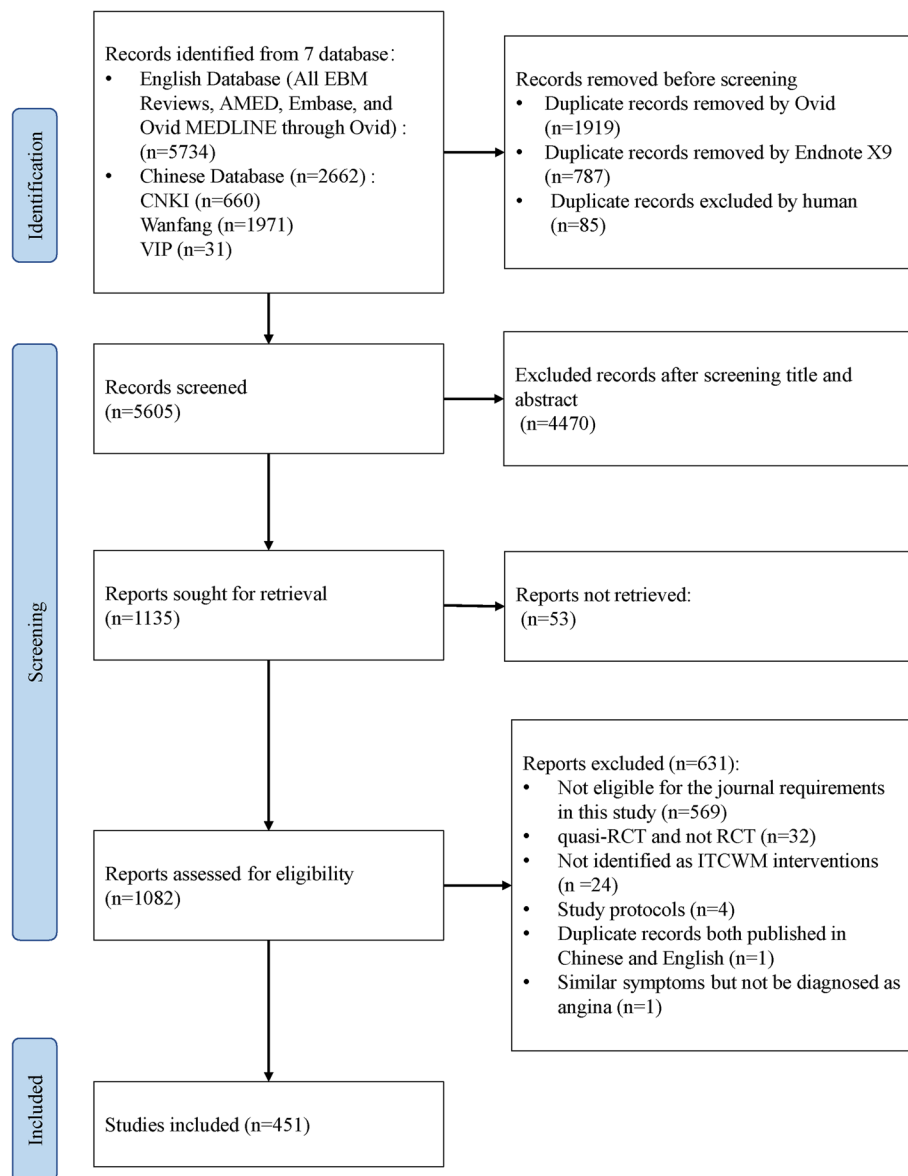 Identification
Records identified from 7 database:
• English Database (All EBM
Reviews, AMED, Embase, and
Ovid MEDLINE through Ovid) :
(n=5734)
• Chinese Database (n=2662) :
CNKI (n=660)
Wanfang (n=1971)
VIP (n=31)
Records removed before screening
• Duplicate records removed by Ovid
(n=1919)
• Duplicate records removed by Endnote X9
(n=787)
• Duplicate records excluded by human
(n=85)
Screening
Records screened
(n=5605)
Excluded records after screening title and
abstract
(n=4470)
Reports sought for retrieval
(n=1135)
Reports not retrieved:
(n=53)
Reports assessed for eligibility
(n=1082)
Reports excluded (n=631):
• Not eligible for the journal requirements
in this study (n=569)
• quasi-RCT and not RCT (n=32)
• Not identified as ITCWM interventions
(n =24)
• Study protocols (n=4)
• Duplicate records both published in
Chinese and English (n=1)
• Similar symptoms but not be diagnosed as
angina (n=1)
Included
Studies included (n=451)